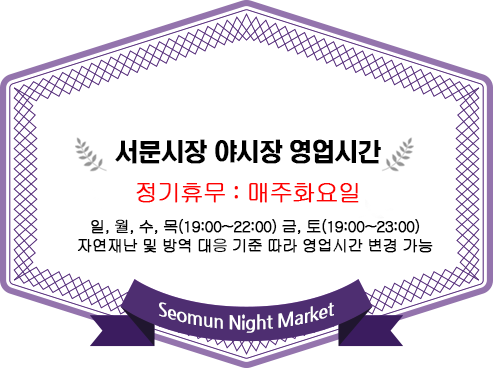 서문시장 야시장 영업시간
정기휴무 : 매주화요일
일, 월, 수, 목(19:00~22:00) 금, 토(19:00~23:00)
자연재난 및 방역 대응 기준 따라 영업시간 변경 가능
Seomun Night Market